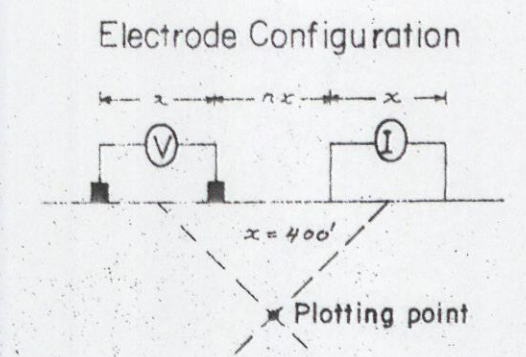 Electrode Configuration
x nx x
V I
x = 400'
Plotting point